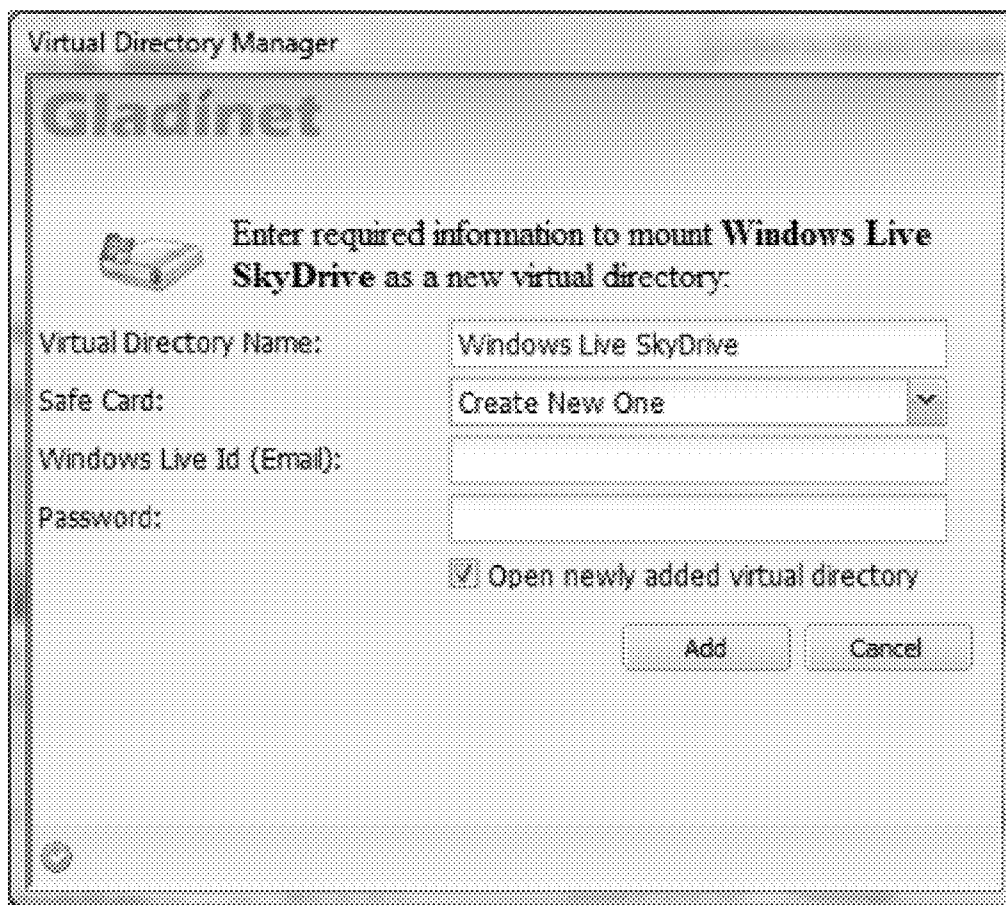 Virtual Directory Manager
Gladinet
Enter required information to mount Windows Live
SkyDrive as a new virtual directory:
Virtual Directory Name:
Windows Live SkyDrive
Safe Card:
Create New One
Windows Live Id (Email):
Password:
Open newly added virtual directory
Add
Cancel